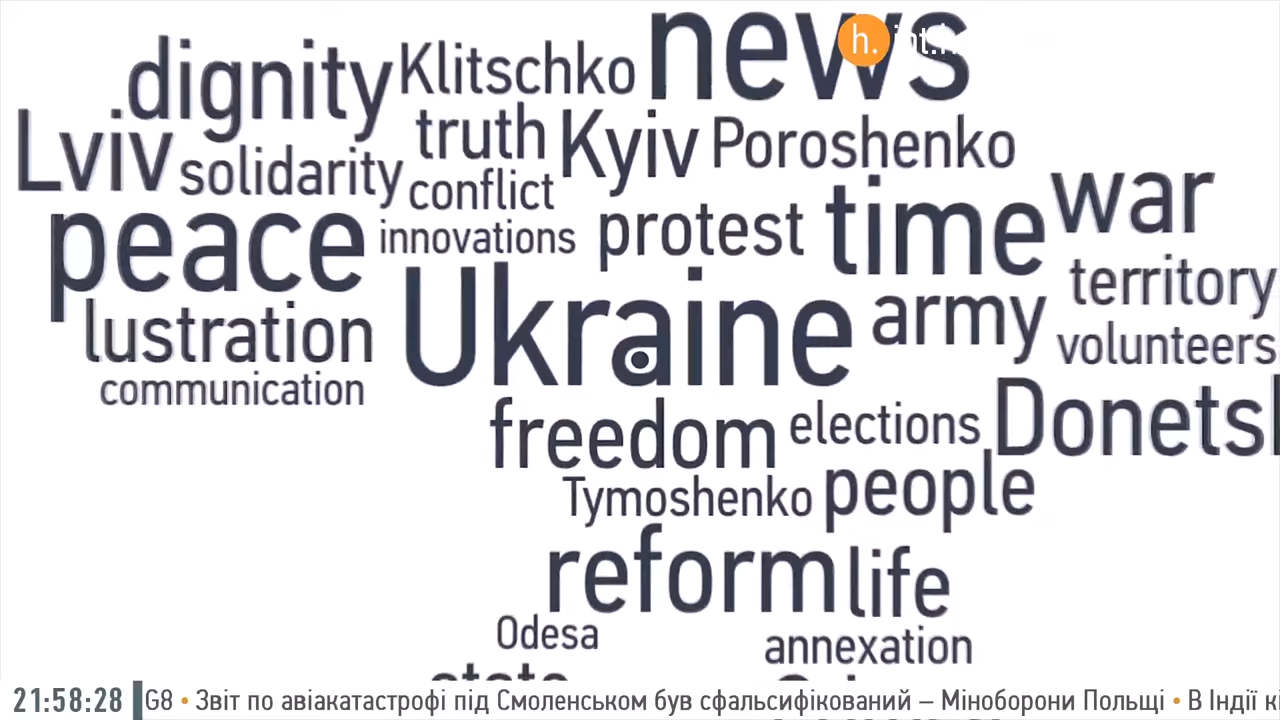 news
h.
dignity Klitschko
Lviv truth Kyiv Poroshenko
solidarity conflict war
peace innovations protest time
territory
lustration Ukraine army volunteers
communication
freedom elections
Tymoshenko people
reform life
Odesa annexation
21:58:28 G8 • Звіт по авіакатастрофі під Смоленськом був сфальсифікований – Міноборони Польщі • В Індії